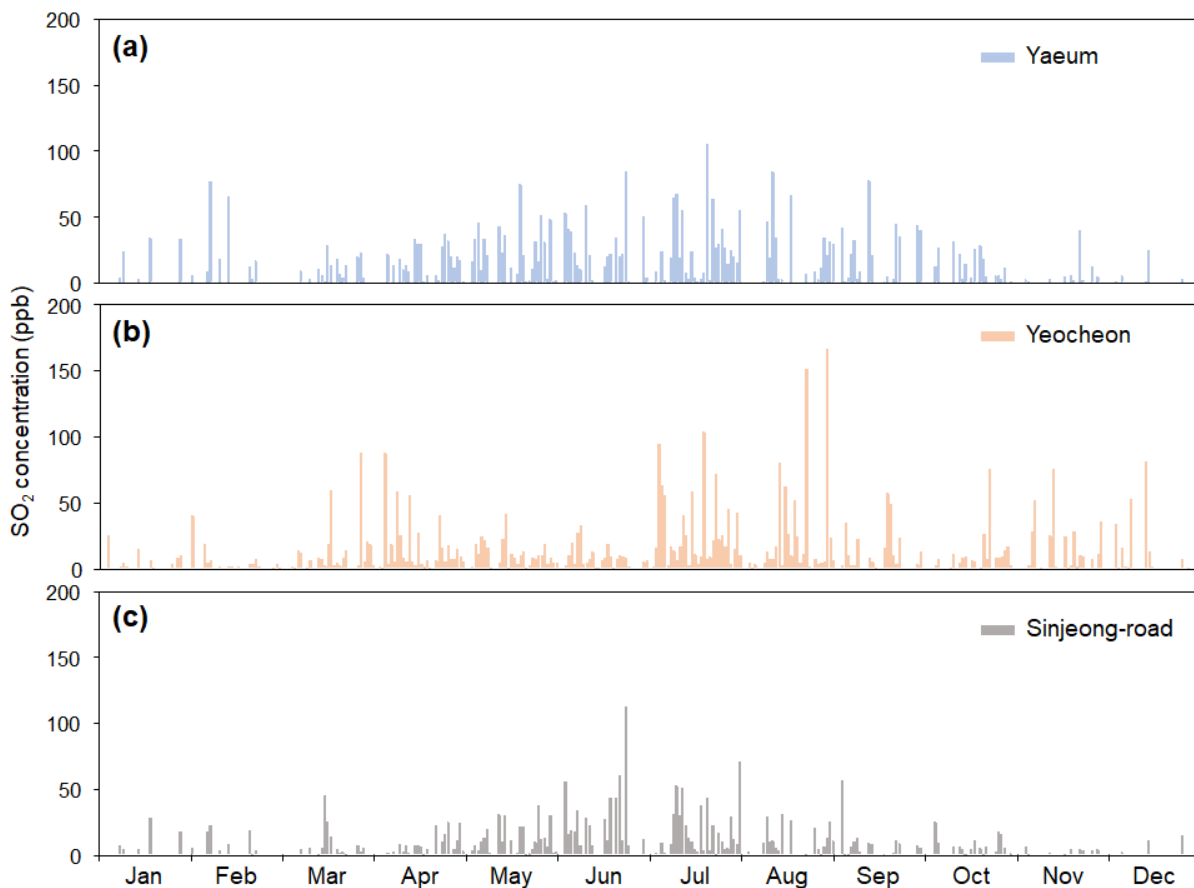 200
(a)
Yaeum
150
100
50
0
200
(b)
Yeocheon
150
100
50
0
SO₂ concentration (ppb)
200
(c)
Sinjeong-road
150
100
50
0
Jan Feb Mar Apr May Jun Jul Aug Sep Oct Nov Dec